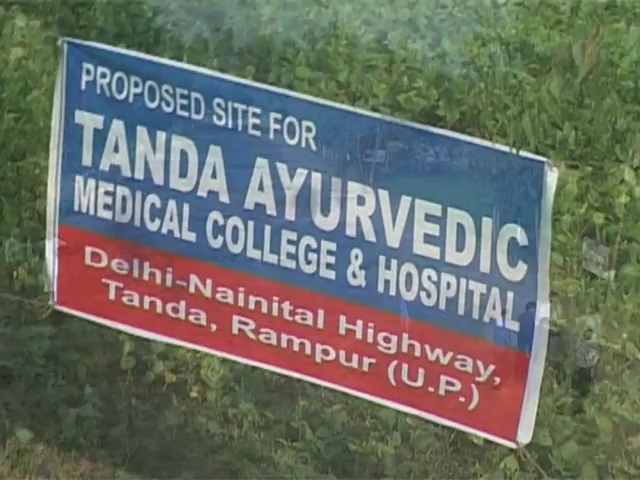 PROPOSED SITE FOR
TANDA AYURVEDIC
MEDICAL COLLEGE & HOSPITAL
Delhi-Nainital Highway,
Tanda, Rampur (U.P.)